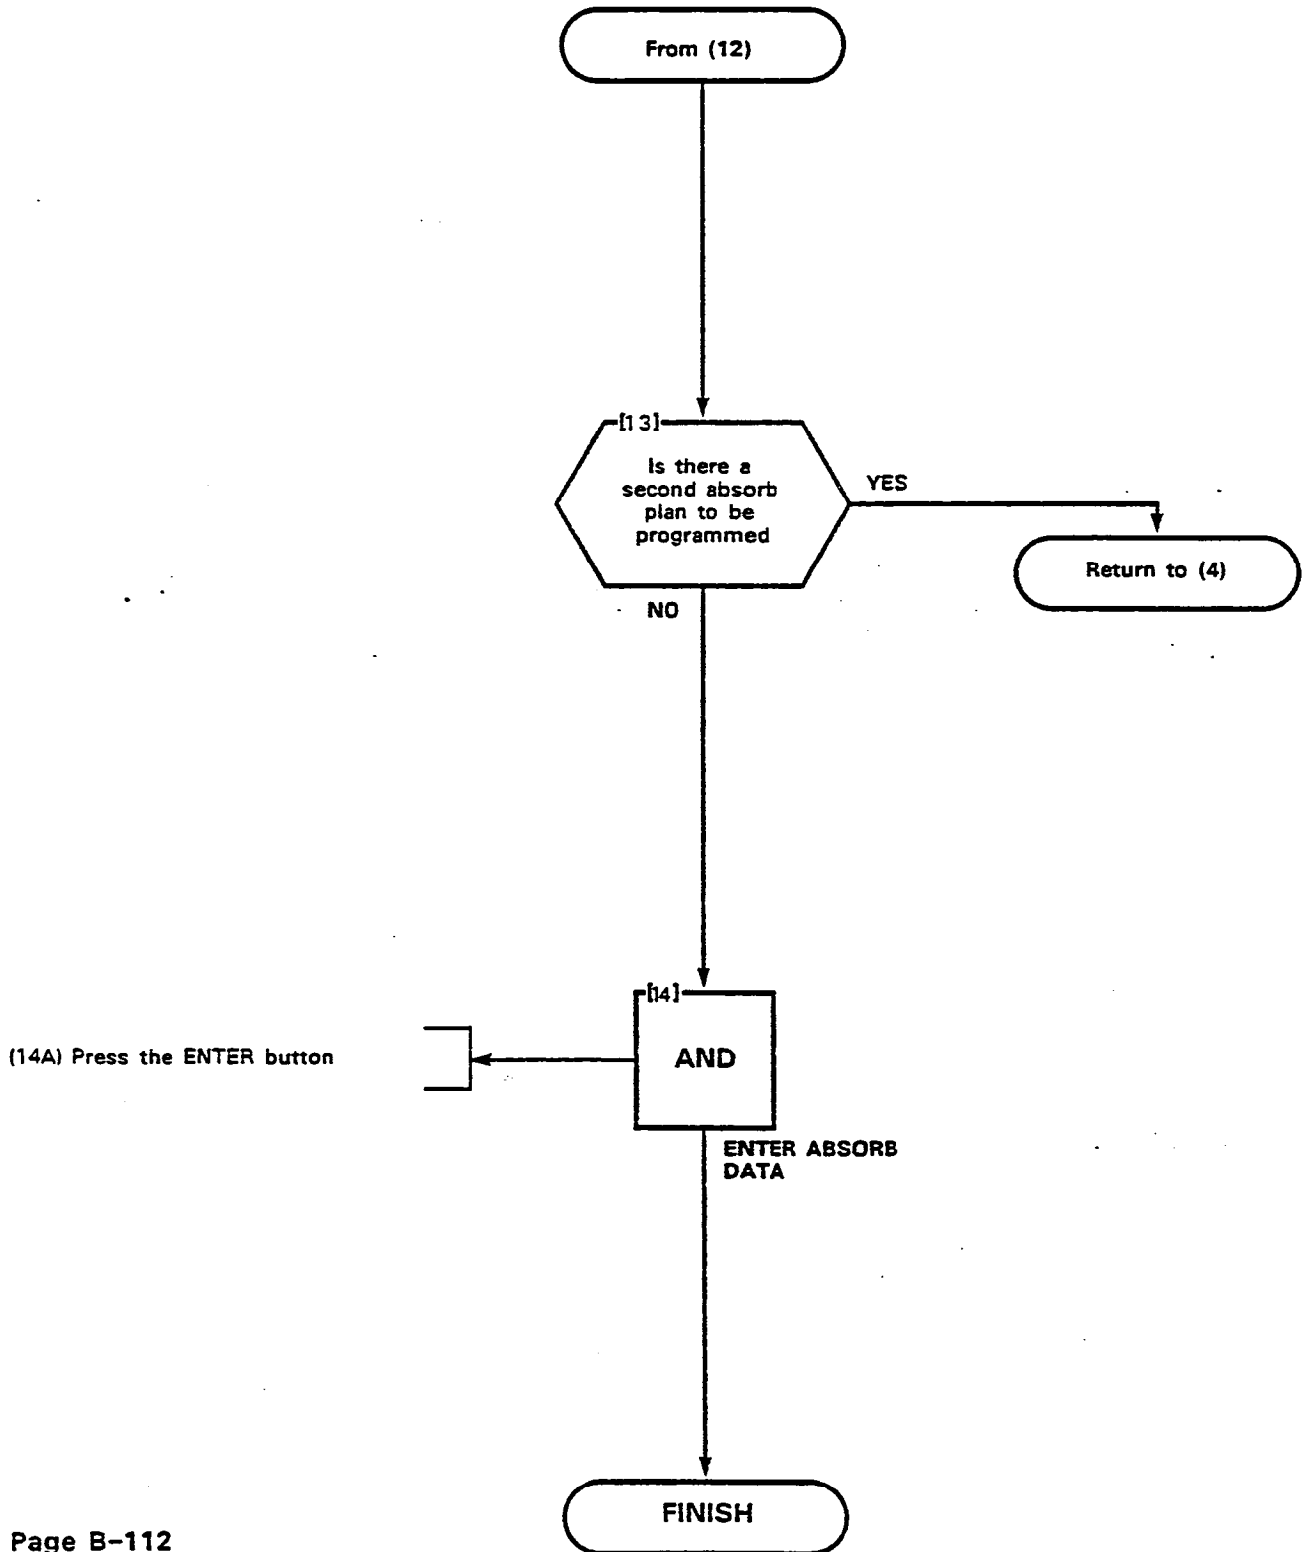 From (12)
[13]
Is there a
second absorb
plan to be
programmed
YES
Return to (4)
NO
[14]
AND
(14A) Press the ENTER button
ENTER ABSORB
DATA
FINISH
Page B-112